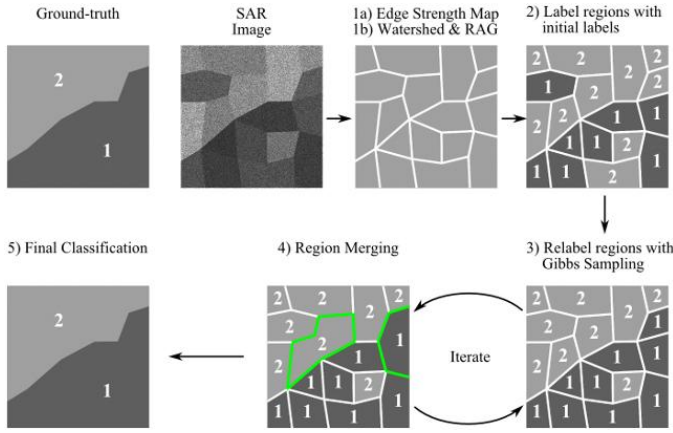 Ground-truth
SAR
Image
1a) Edge Strength Map
1b) Watershed & RAG
2) Label regions with
initial labels
2
1
2 2 2 2
2
1 2
2 1 1
2 1 1 2 1
1 1 2
5) Final Classification
4) Region Merging
3) Relabel regions with
Gibbs Sampling
2
1
2 2 2 2
2 2 1
2 1
1 1 2
1 1 1 1
Iterate
2 2 2 2
2 2 1
2 2 1
1 1 2
1 1 1 1